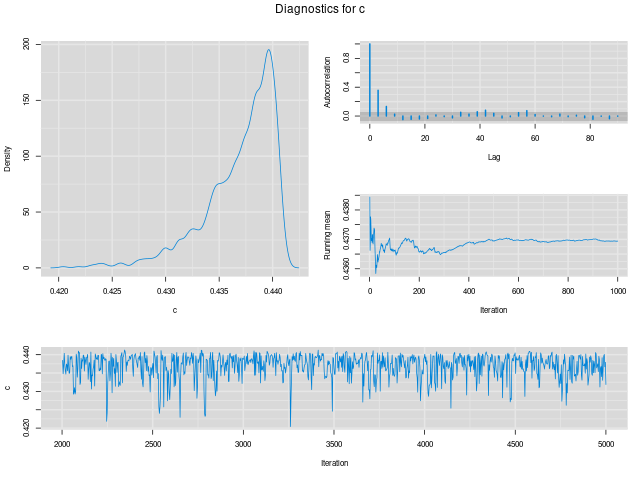 Diagnostics for c
Density
200
150
100
50
0
0.420 0.425 0.430 0.435 0.440
c
Autocorrelation
0.8
0.4
0.0
0 20 40 60 80
Lag
Running mean
0.4380
0.4370
0.4360
0 200 400 600 800 1000
Iteration
c
0.440
0.430
0.420
2000 2500 3000 3500 4000 4500 5000
Iteration